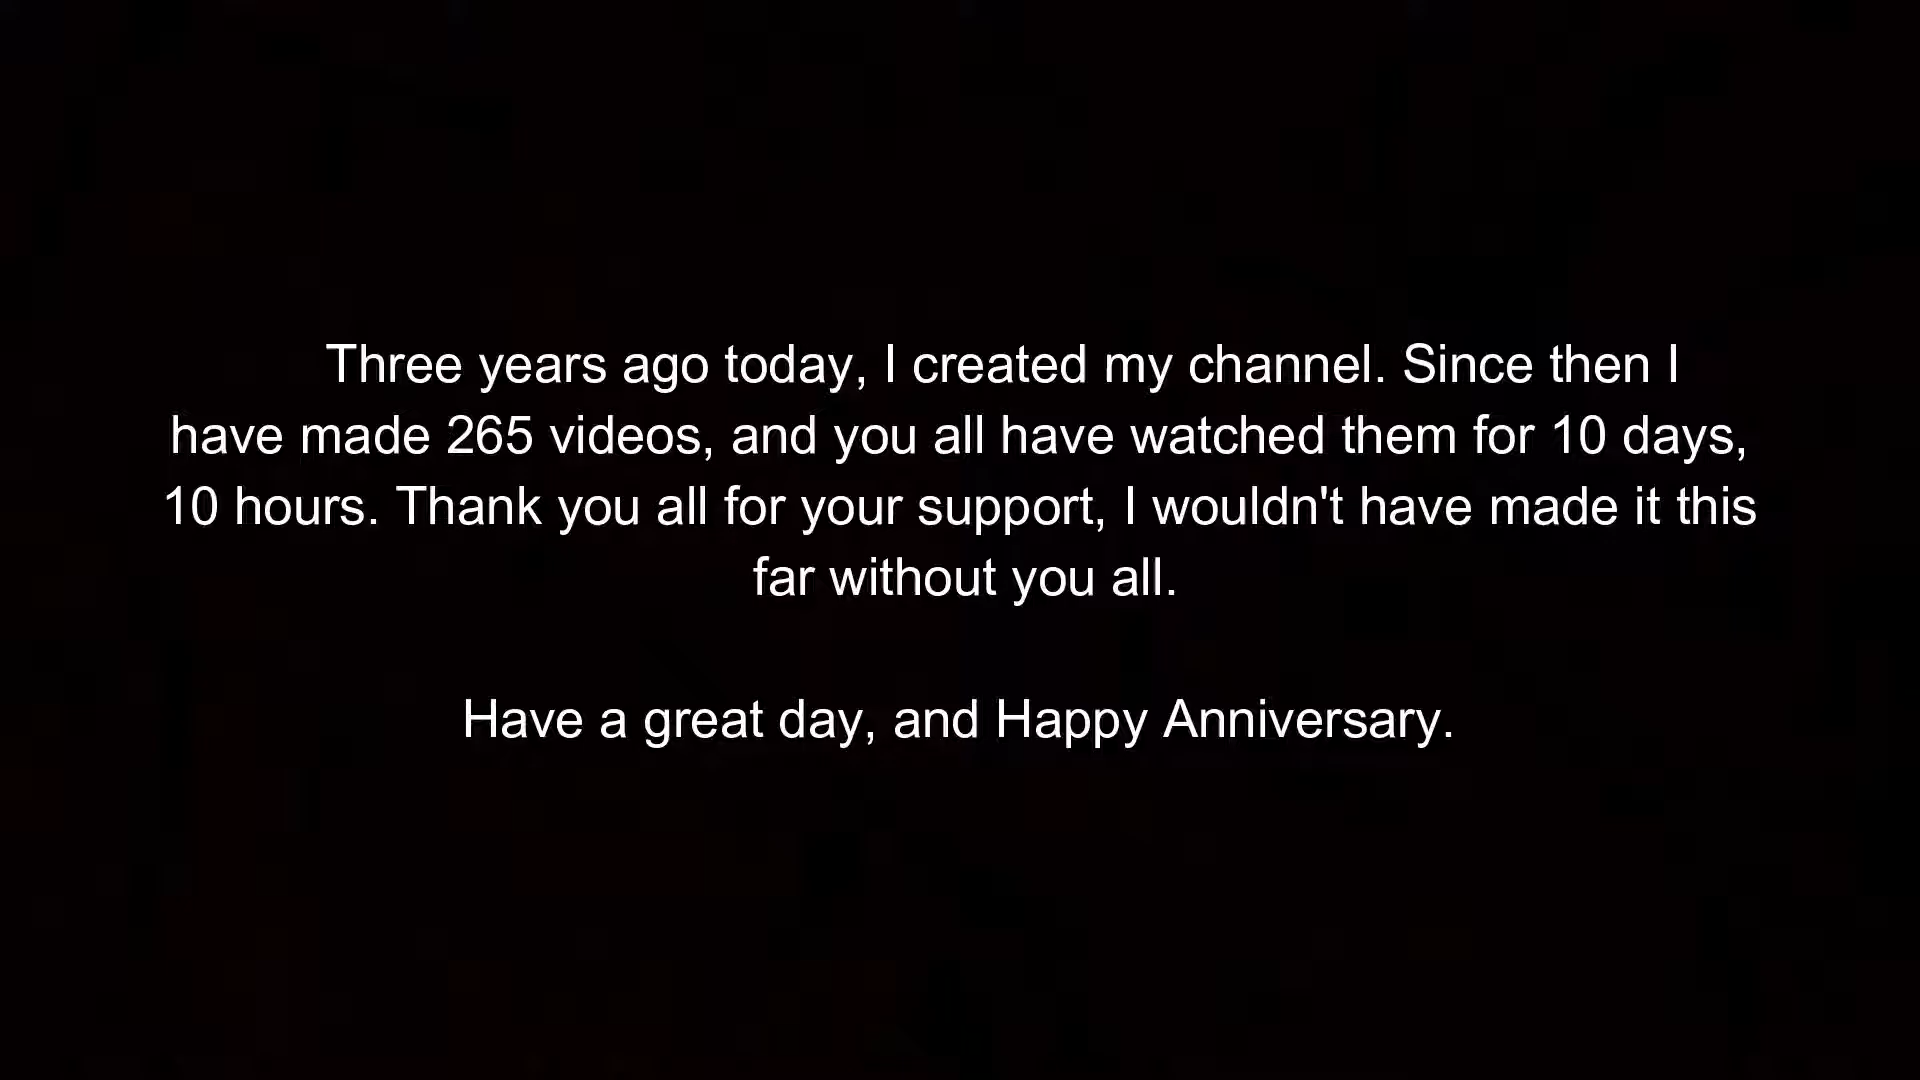 Three years ago today, I created my channel. Since then I
have made 265 videos, and you all have watched them for 10 days,
10 hours. Thank you all for your support, I wouldn't have made it this
far without you all.
Have a great day, and Happy Anniversary.